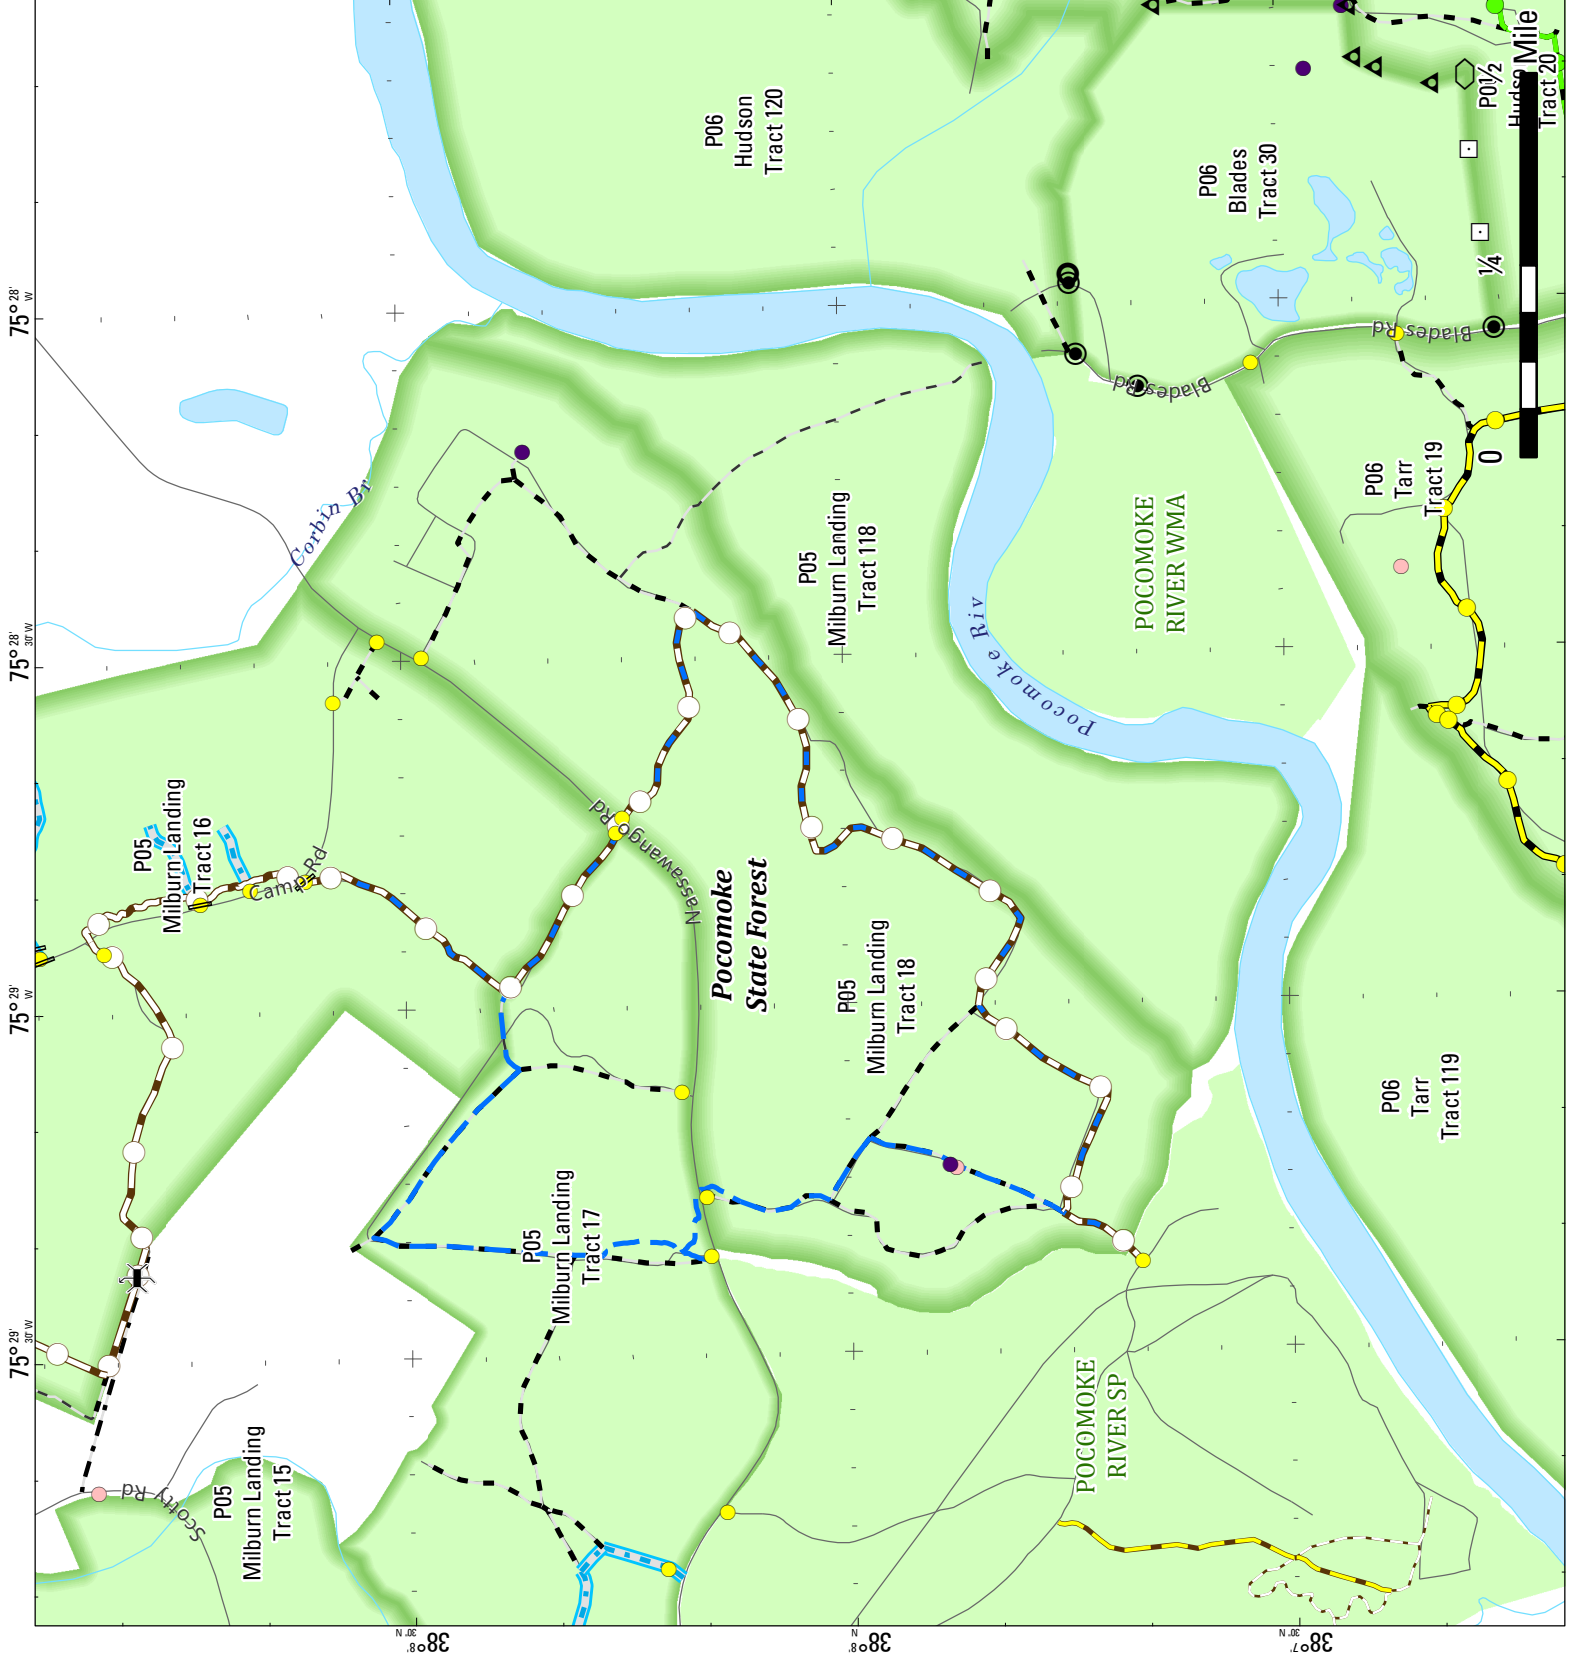 75° 28'
W
75° 28'
30' W
75° 29'
W
75° 29'
30' W
38° 8'
30" N
38° 8'
N
38° 7'
30" N
P06
Hudson
Tract 120
P06
Blades
Tract 30
Hudson
Tract 20
½ Mile
¼
0
Blades Rd
Blades Rd
P06
Tarr
Tract 19
Corbin Br
P05
Milburn Landing
Tract 118
POCOMOKE
RIVER WMA
Pocomoke Riv
P05
Milburn Landing
Tract 16
Camp Rd
Nassawango Rd
Pocomoke
State Forest
P05
Milburn Landing
Tract 18
P05
Milburn Landing
Tract 17
P06
Tarr
Tract 119
POCOMOKE
RIVER SP
P05
Milburn Landing
Tract 15
Scotty Rd